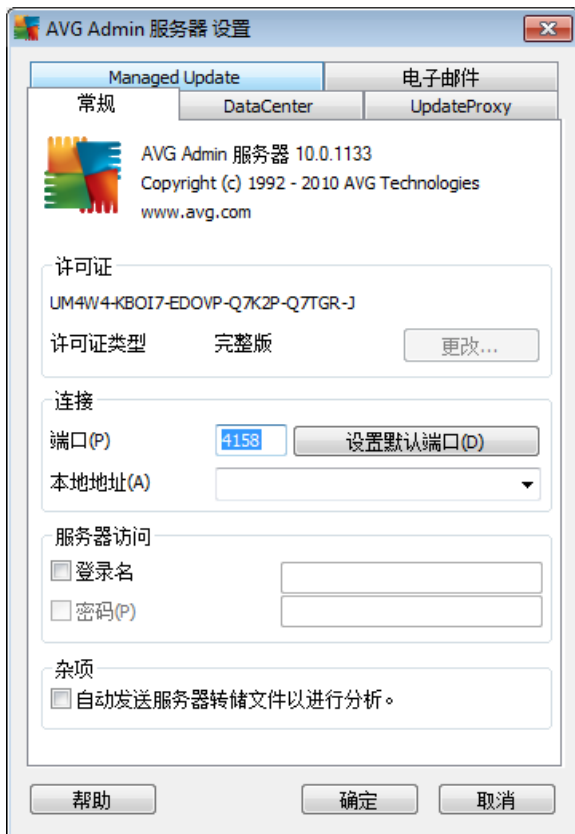 AVG Admin 服务器 设置
Managed Update
电子邮件
常规
DataCenter
UpdateProxy
AVG Admin 服务器 10.0.1133
Copyright (c) 1992 - 2010 AVG Technologies
www.avg.com
许可证
UM4W4-KBOI7-EDOVP-Q7K2P-Q7TGR-J
许可证类型 完整版 更改...
连接
端口(P) 4158 设置默认端口(D)
本地地址(A)
服务器访问
登录名
密码(P)
杂项
自动发送服务器转储文件以进行分析。
帮助 确定 取消